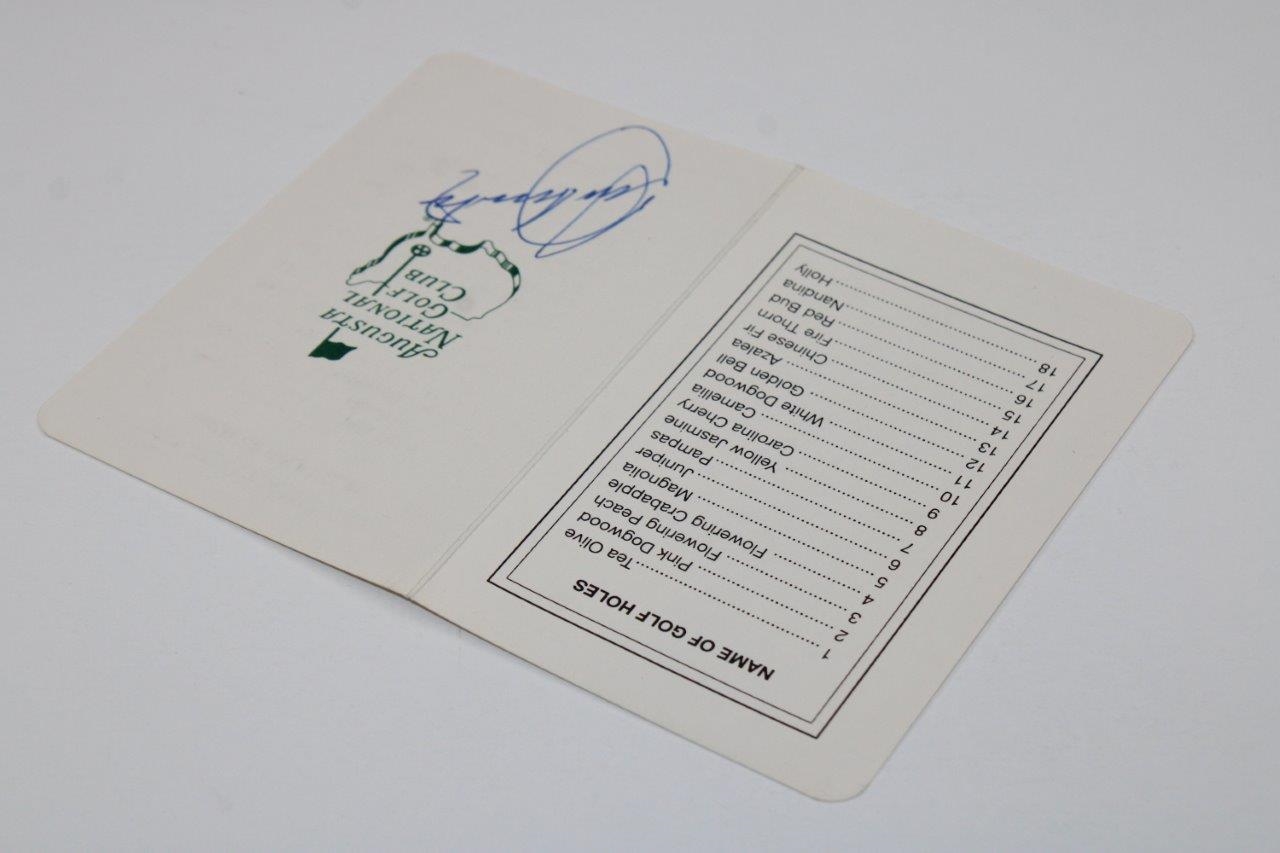 NAME OF GOLF HOLES
1 ........ Tea Olive
2 ........ Pink Dogwood
3 ........ Flowering Peach
4 ........ Flowering Crabapple
5 ........ Magnolia
6 ........ Juniper
7 ........ Pampas
8 ........ Yellow Jasmine
9 ........ Carolina Cherry
10 ........ Camellia
11 ........ White Dogwood
12 ........ Golden Bell
13 ........ Azalea
14 ........ Chinese Fir
15 ........ Fire Thorn
16 ........ Red Bud
17 ........ Nandina
18 ........ Holly
AUGUSTA
NATIONAL
GOLF
CLUB